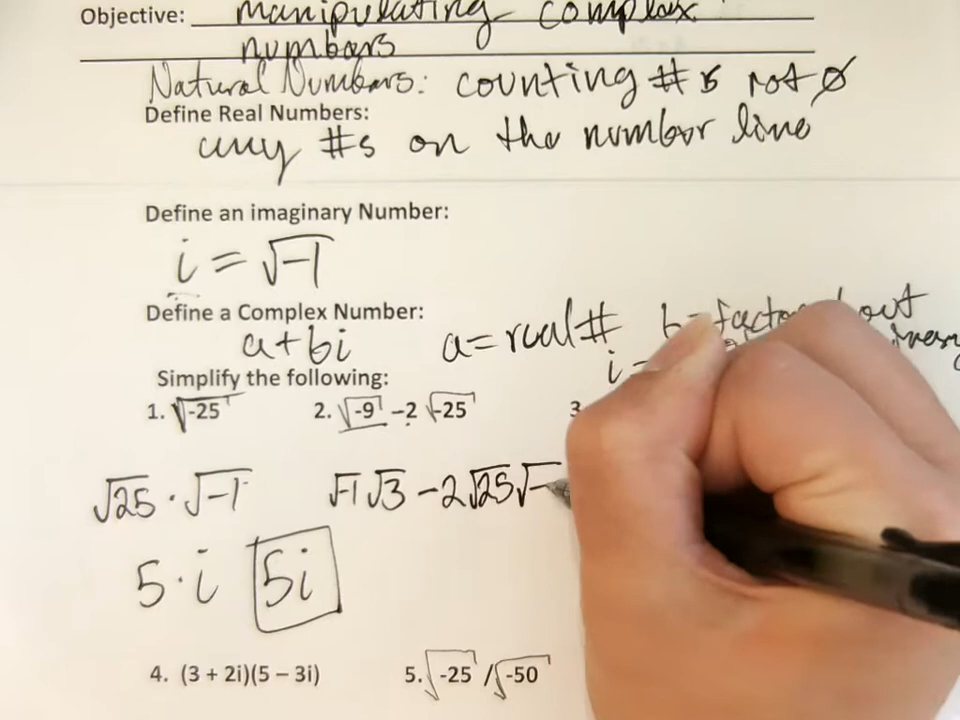 Objective: manipulating complex
numbers
Natural Numbers: counting #s not 0
Define Real Numbers:
any #s on the number line
Define an imaginary Number:
i = √-1
Define a Complex Number:
a+bi a = real # b = out
i =
Simplify the following:
1. √-25 2. √-9 -2 √-25 3
√25 · √-1 √-1 √3 - 2√25 √-
5 · i 5i
4. (3 + 2i)(5 – 3i) 5. √-25 / √-50